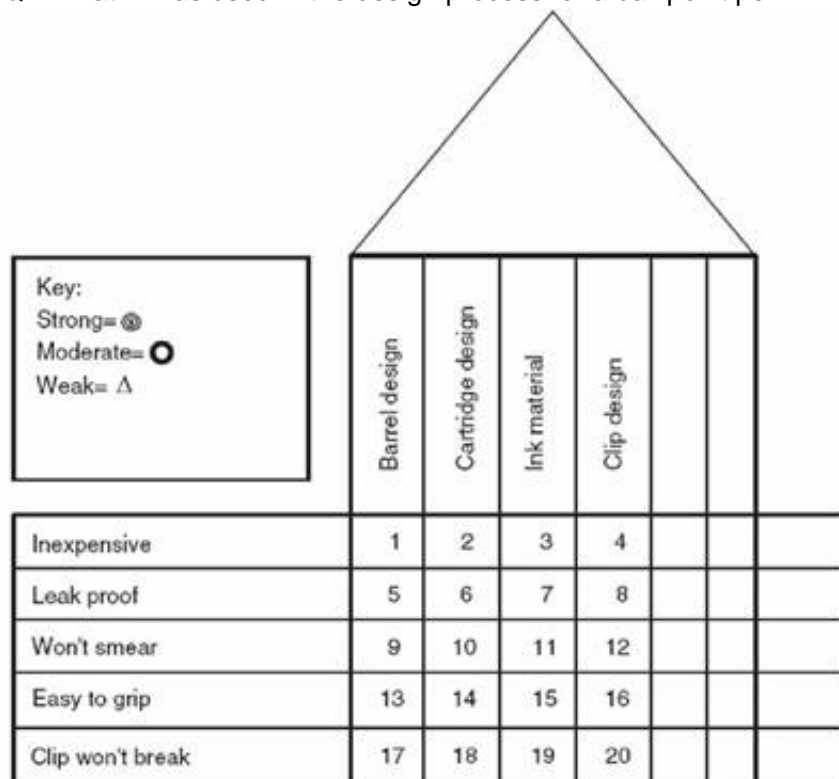 Key:
Strong= ◎
Moderate= O
Weak= Δ
Barrel design
Cartridge design
Ink material
Clip design
Inexpensive 1 2 3 4
Leak proof 5 6 7 8
Won't smear 9 10 11 12
Easy to grip 13 14 15 16
Clip won't break 17 18 19 20